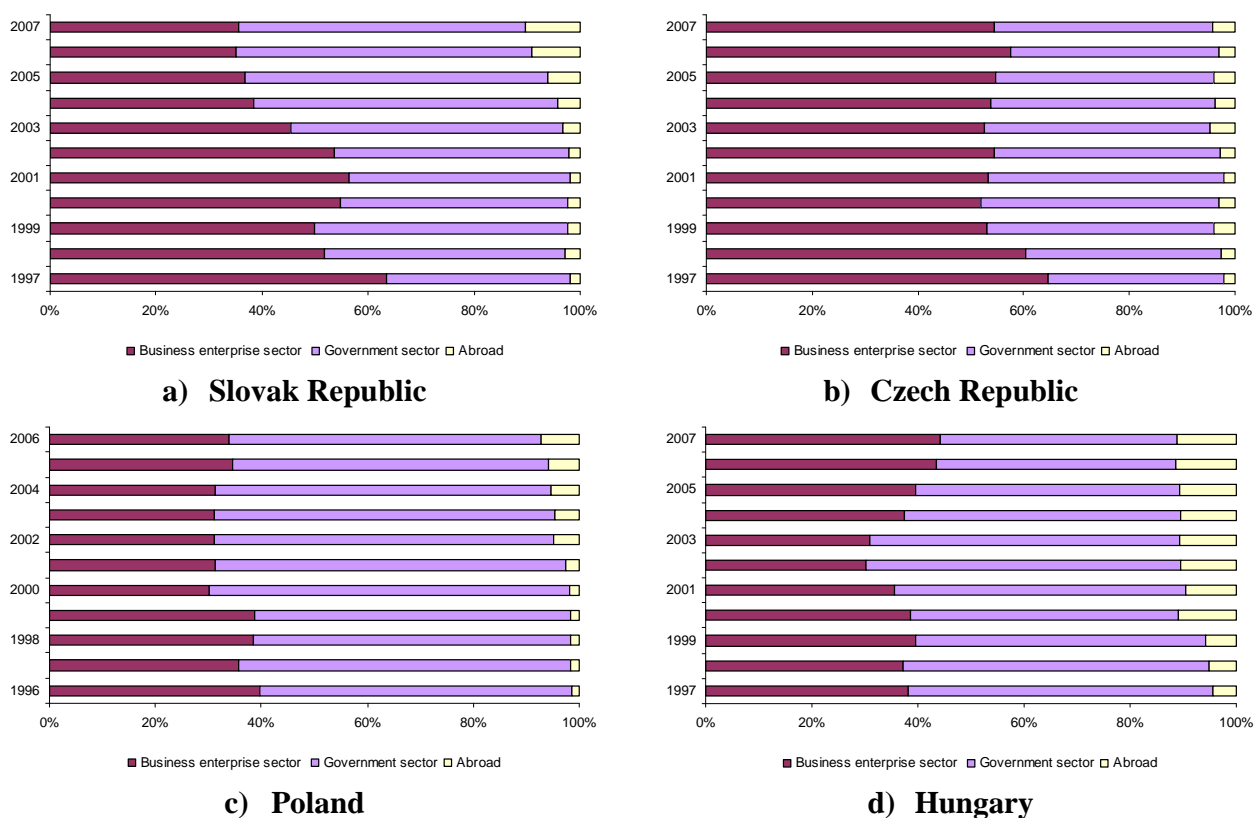 2007
2005
2003
2001
1999
1997
0% 20% 40% 60% 80% 100%
Business enterprise sector Government sector Abroad
a) Slovak Republic
2007
2005
2003
2001
1999
1997
0% 20% 40% 60% 80% 100%
Business enterprise sector Government sector Abroad
b) Czech Republic
2006
2004
2002
2000
1998
1996
0% 20% 40% 60% 80% 100%
Business enterprise sector Government sector Abroad
c) Poland
2007
2005
2003
2001
1999
1997
0% 20% 40% 60% 80% 100%
Business enterprise sector Government sector Abroad
d) Hungary